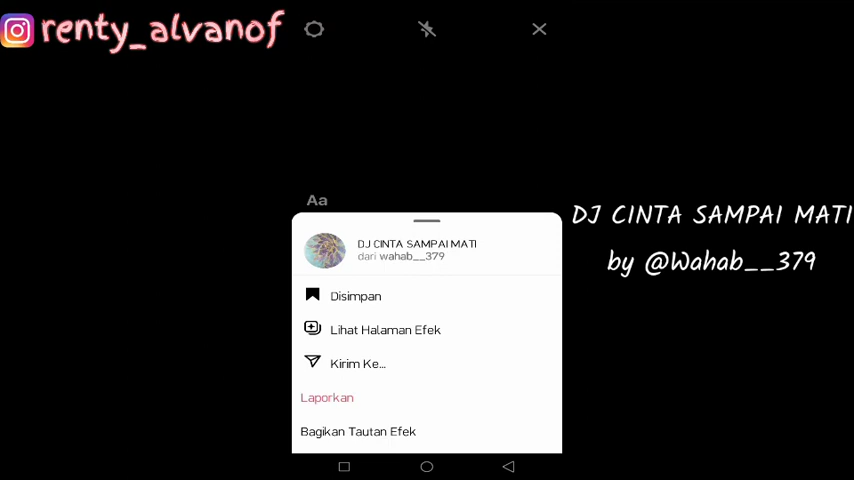 renty_alvanof
Aa
DJ CINTA SAMPAI MATI
dari wahab__379
Disimpan
Lihat Halaman Efek
Kirim Ke...
Laporkan
Bagikan Tautan Efek
DJ CINTA SAMPAI MATI
by @Wahab__379